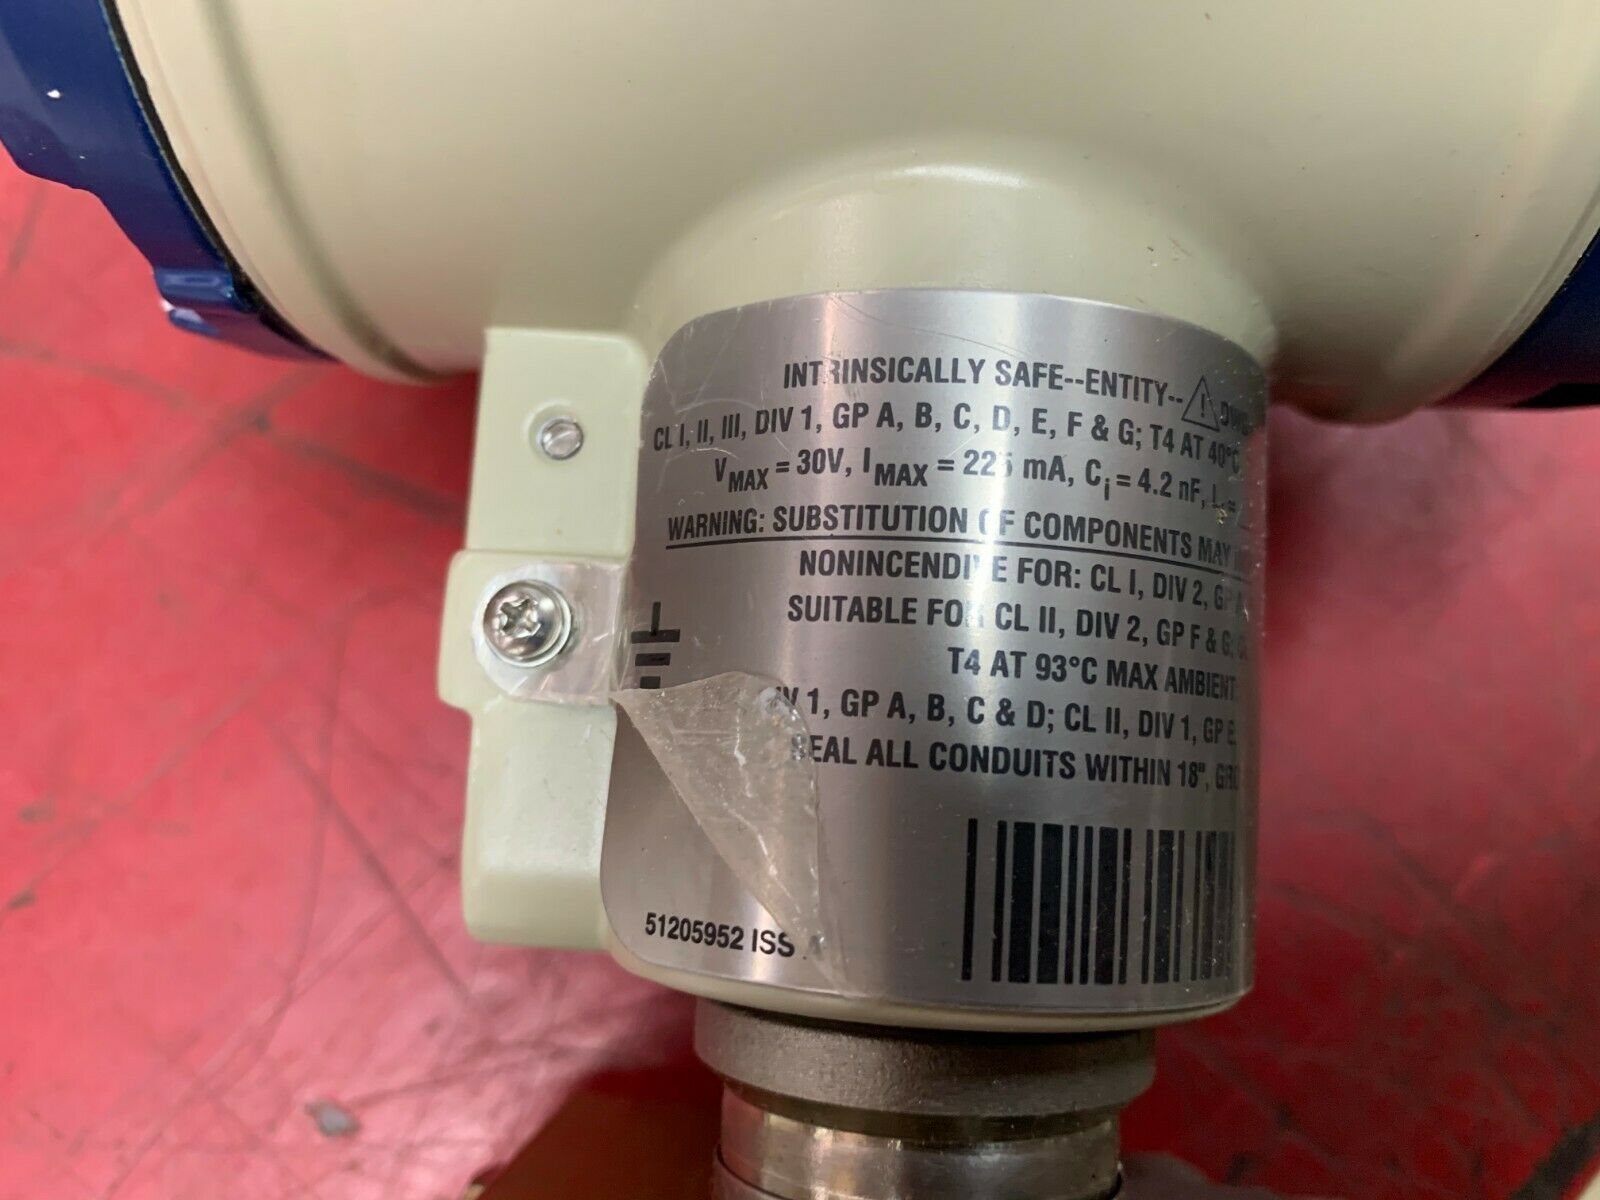 INTRINSICALLY SAFE--ENTITY--
CL I, II, III, DIV 1, GP A, B, C, D, E, F & G; T4 AT 40°C
VMAX = 30V, IMAX = 225 mA, Ci = 4.2 nF,
WARNING: SUBSTITUTION OF COMPONENTS MAY
NONINCENDIVE FOR: CL I, DIV 2,
SUITABLE FOR CL II, DIV 2, GP F & G;
T4 AT 93°C MAX AMBIENT
1, GP A, B, C & D; CL II, DIV 1, GP E
SEAL ALL CONDUITS WITHIN 18",
51205952 ISS